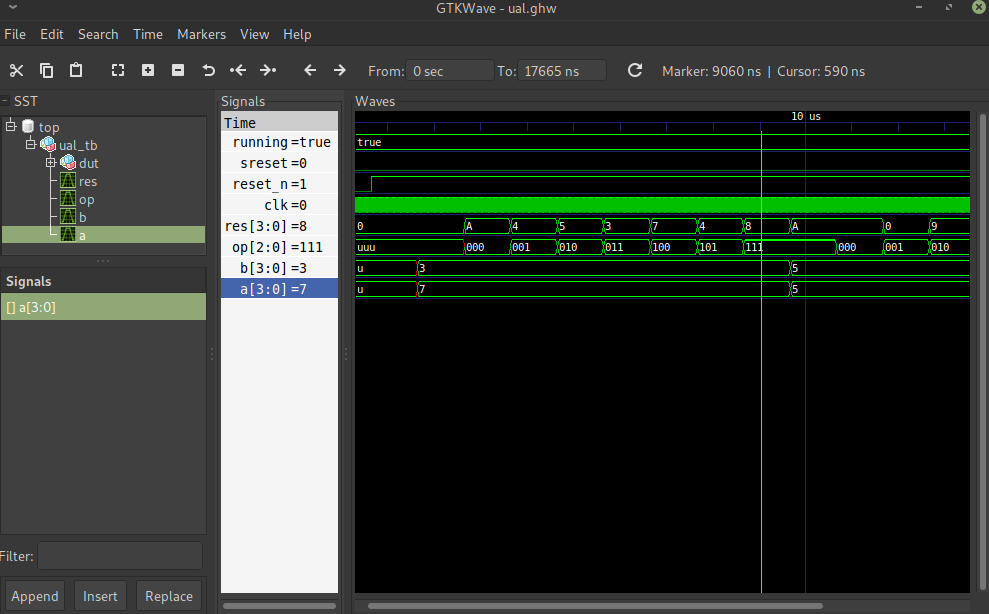 GTKWave - ual.ghw
File Edit Search Time Markers View Help
From: 0 sec To: 17665 ns Marker: 9060 ns | Cursor: 590 ns
SST
top
ual_tb
dut
res
op
b
a
Signals
[] a[3:0]
Filter:
Append Insert Replace
Signals
Time
running =true
sreset =0
reset_n =1
clk =0
res[3:0] =8
op[2:0] =111
b[3:0] =3
a[3:0] =7
Waves
10 us
true
0 A 4 5 3 7 4 8 A 0 9
uuu 000 001 010 011 100 101 111 000 001 010
u 3 5
u 7 5